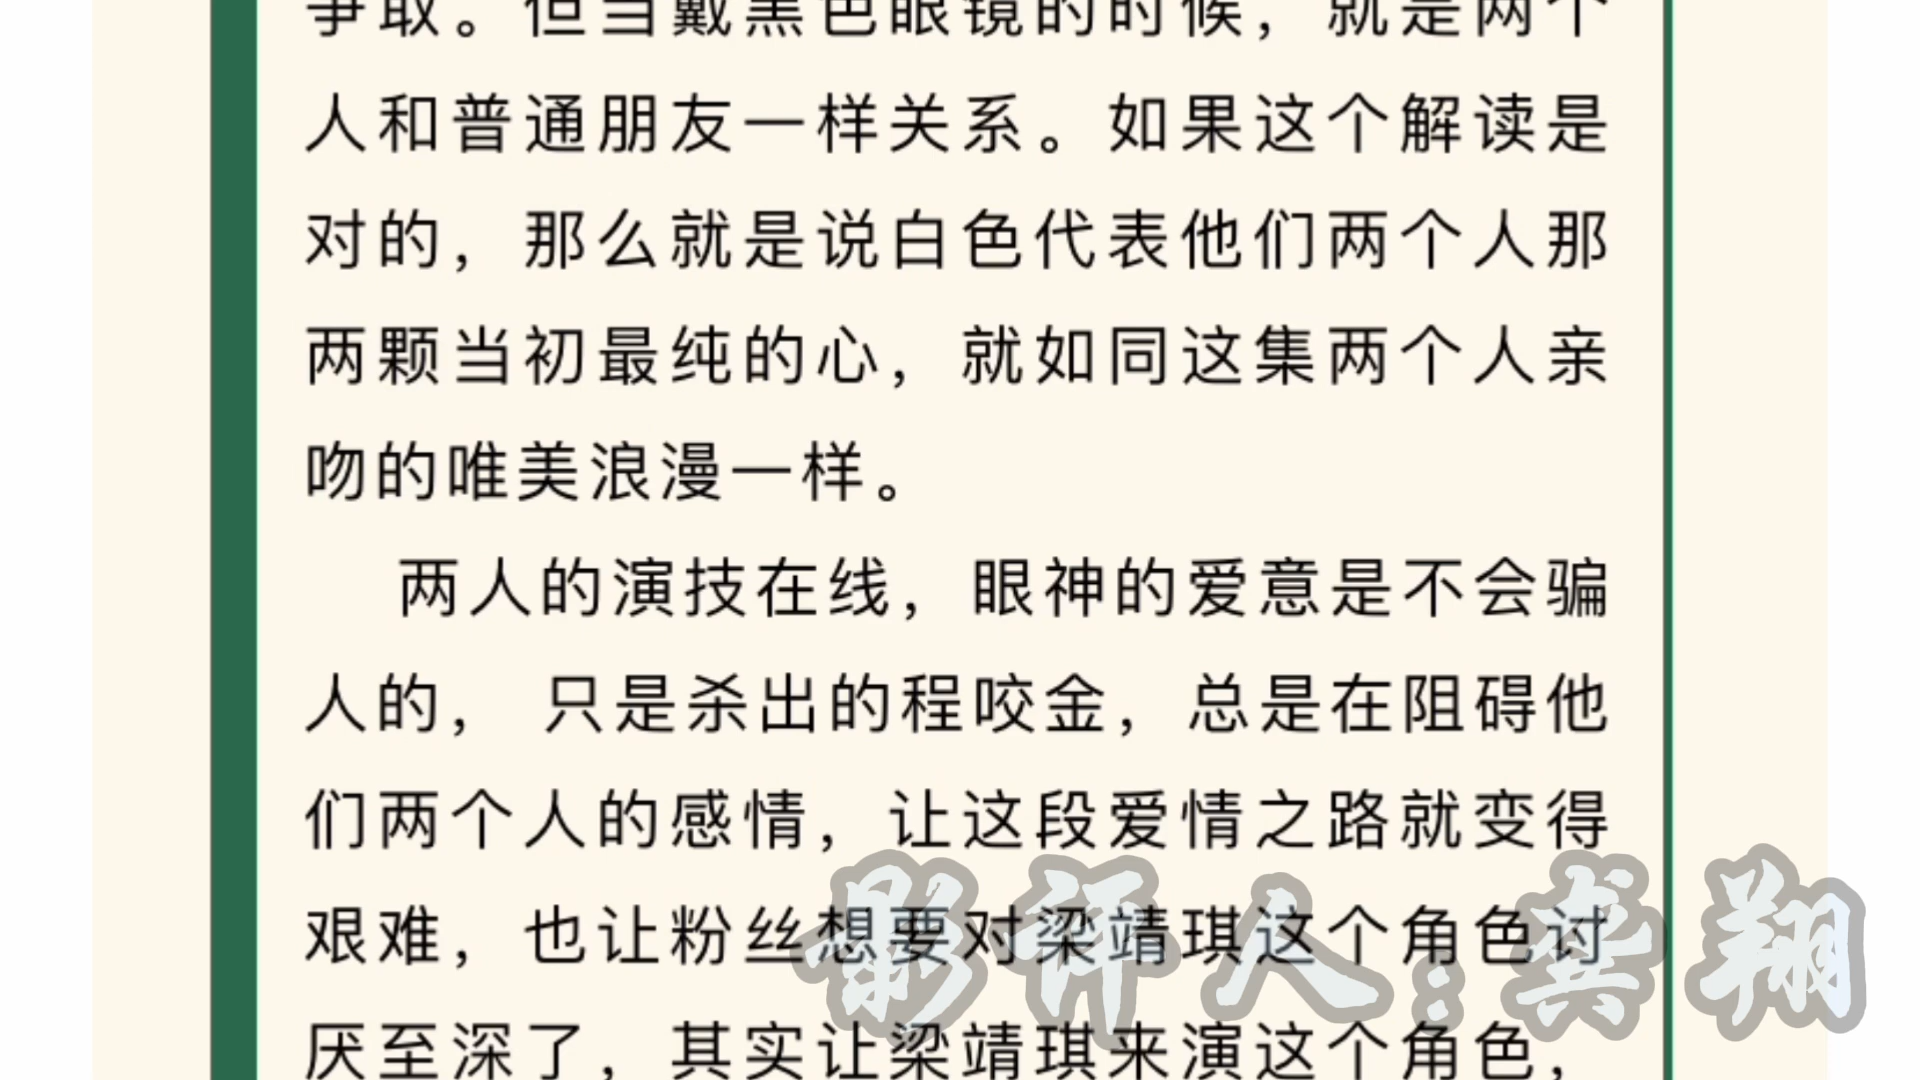 争取。但当戴黑色眼镜的时候，就是两个
人和普通朋友一样关系。如果这个解读是
对的，那么就是说白色代表他们两个人那
两颗当初最纯的心，就如同这集两个人亲
吻的唯美浪漫一样。
两人的演技在线，眼神的爱意是不会骗
人的， 只是杀出的程咬金，总是在阻碍他
们两个人的感情，让这段爱情之路就变得
艰难，也让粉丝想要对梁靖琪这个角色讨
厌至深了，其实让梁靖琪来演这个角色，
影评人:龚翔